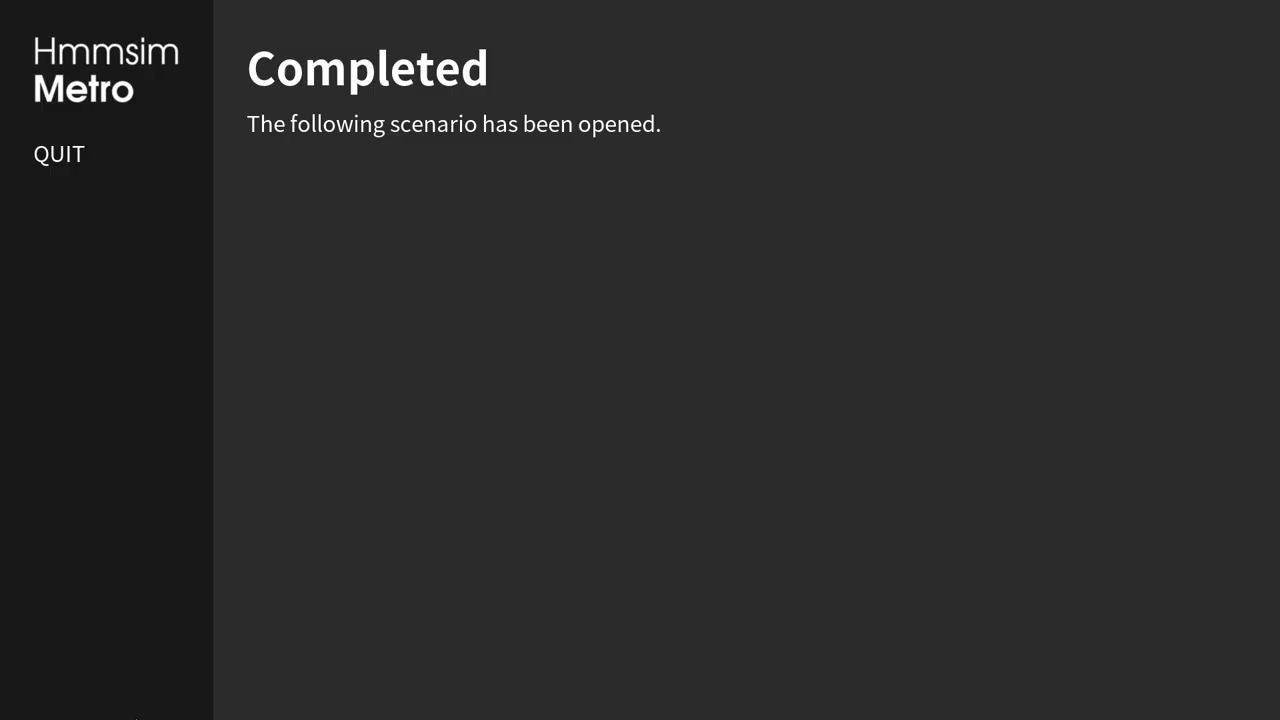 Hmmsim
Metro
QUIT
Completed
The following scenario has been opened.